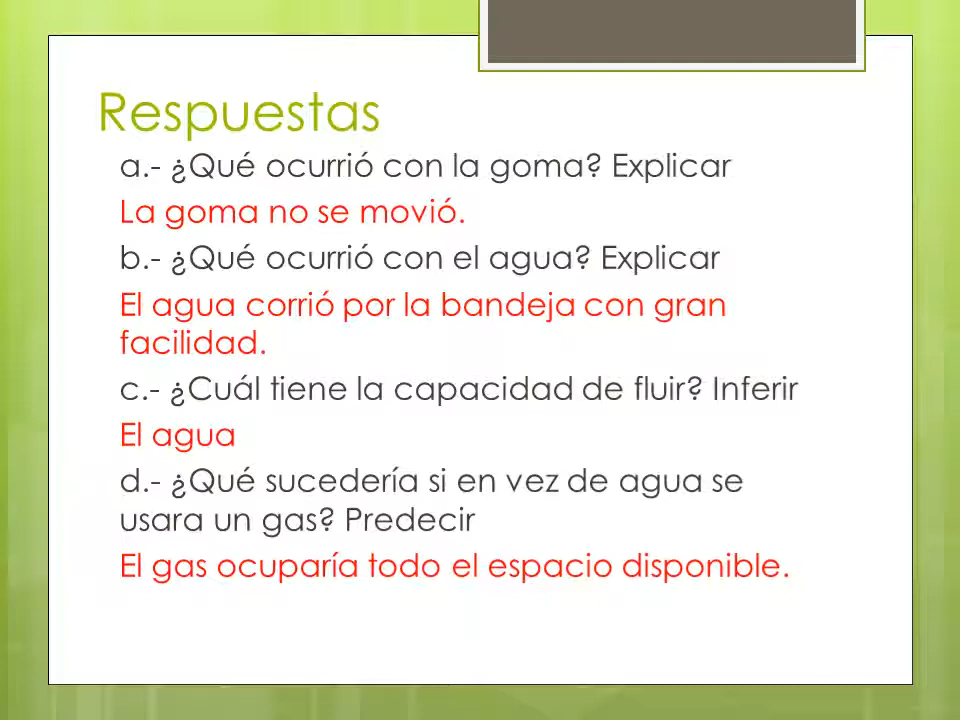 Respuestas
a.- ¿Qué ocurrió con la goma? Explicar
La goma no se movió.
b.- ¿Qué ocurrió con el agua? Explicar
El agua corrió por la bandeja con gran
facilidad.
c.- ¿Cuál tiene la capacidad de fluir? Inferir
El agua
d.- ¿Qué sucedería si en vez de agua se
usara un gas? Predecir
El gas ocuparía todo el espacio disponible.